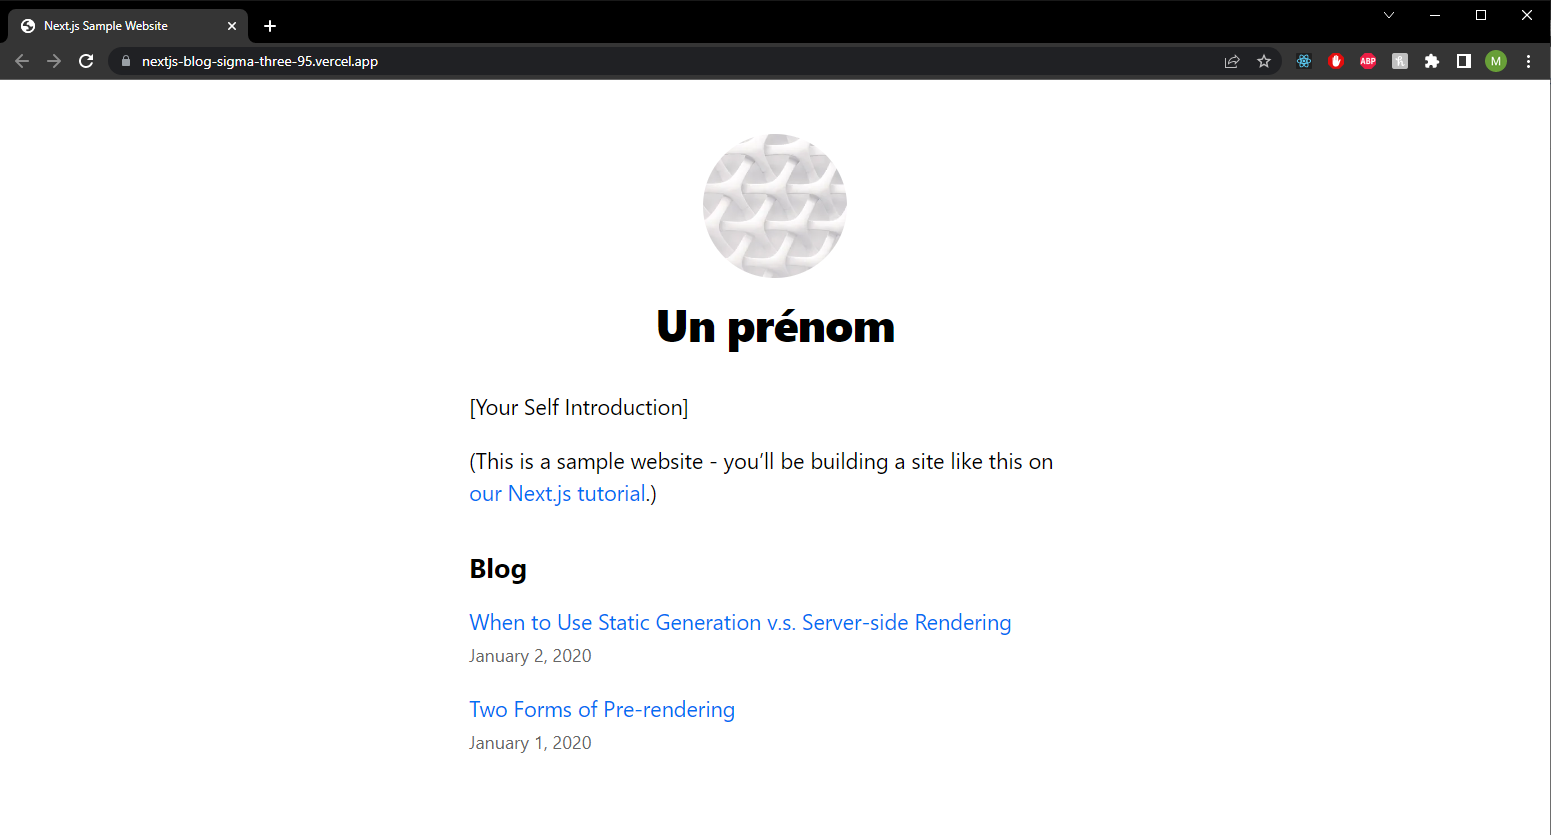 Next.js Sample Website
nextjs-blog-sigma-three-95.vercel.app
ABP
M
Un prénom
[Your Self Introduction]
(This is a sample website - you’ll be building a site like this on
our Next.js tutorial.)
Blog
When to Use Static Generation v.s. Server-side Rendering
January 2, 2020
Two Forms of Pre-rendering
January 1, 2020